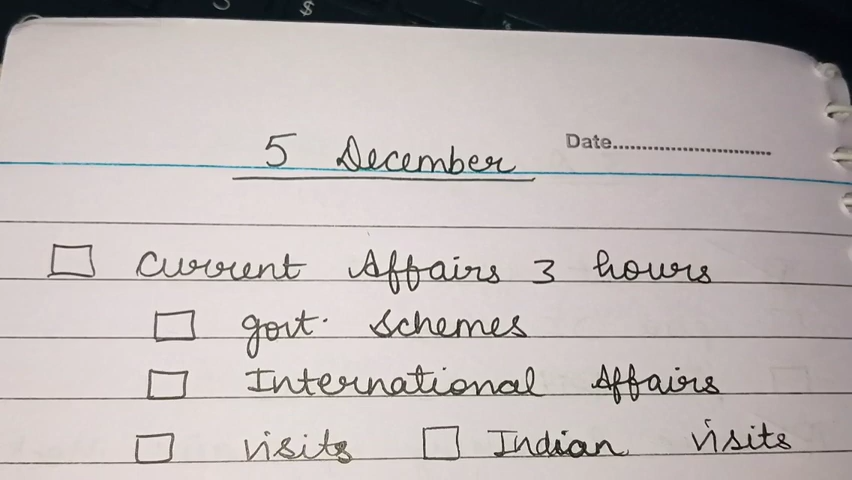 5 December
Date............................
Current Affairs 3 hours
govt. schemes
International Affairs
visits Indian visits